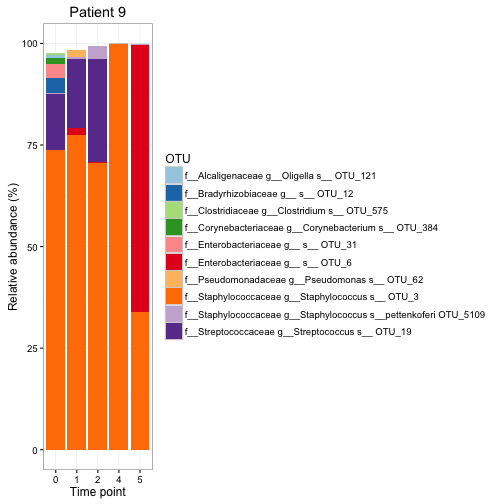 Patient 9
100
75
50
25
0
Relative abundance (%)
0 1 2 4 5
Time point
OTU
f__Alcaligenaceae g__Oligella s__ OTU_121
f__Bradyrhizobiaceae g__ s__ OTU_12
f__Clostridiaceae g__Clostridium s__ OTU_575
f__Corynebacteriaceae g__Corynebacterium s__ OTU_384
f__Enterobacteriaceae g__ s__ OTU_31
f__Enterobacteriaceae g__ s__ OTU_6
f__Pseudomonadaceae g__Pseudomonas s__ OTU_62
f__Staphylococcaceae g__Staphylococcus s__ OTU_3
f__Staphylococcaceae g__Staphylococcus s__pettenkoferi OTU_5109
f__Streptococcaceae g__Streptococcus s__ OTU_19